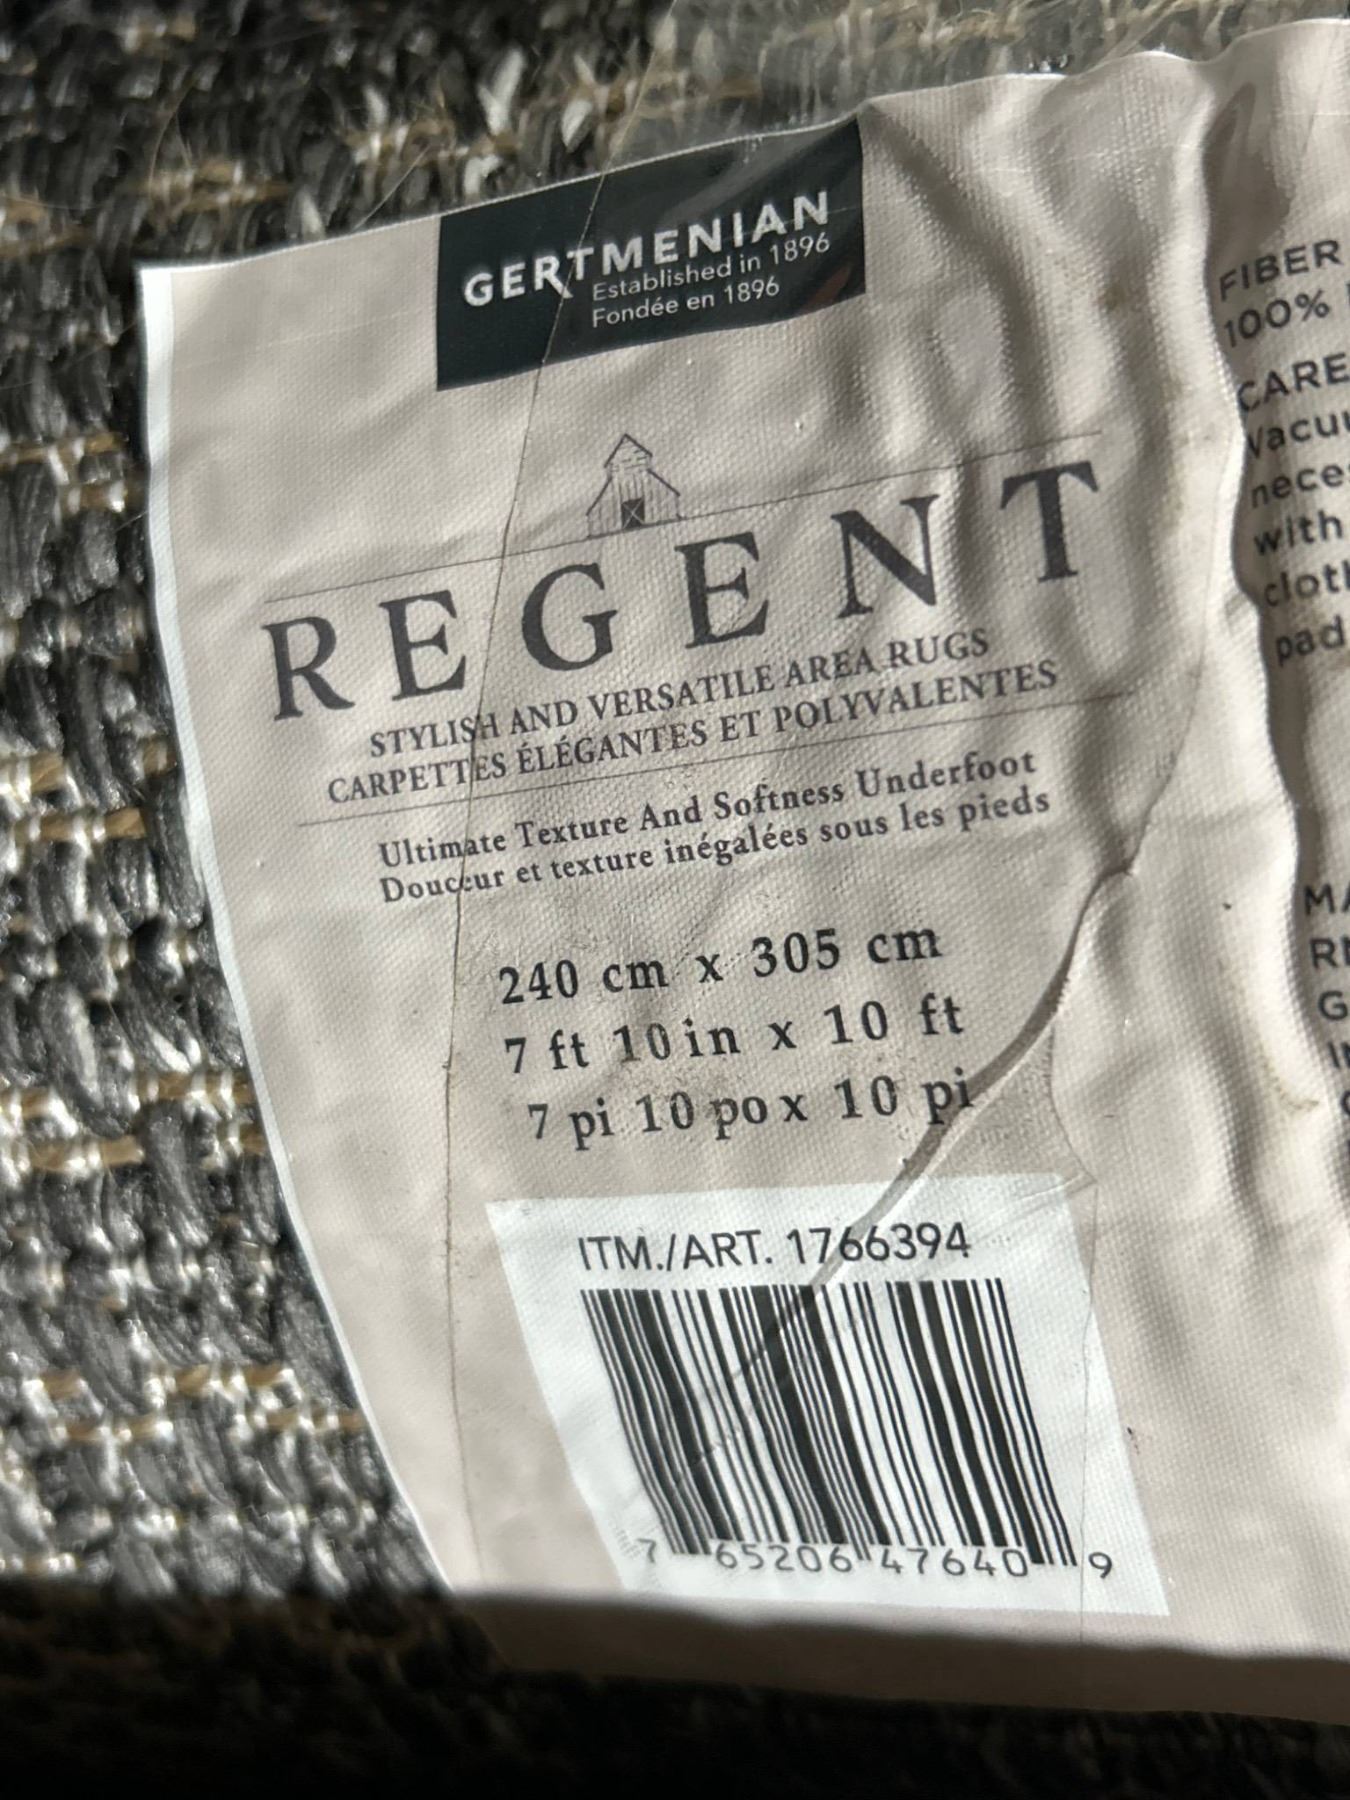 GERTMENIAN
Established in 1896
Fondée en 1896
REGENT
STYLISH AND VERSATILE AREA RUGS
CARPETTES ÉLÉGANTES ET POLYVALENTES
Ultimate Texture And Softness Underfoot
Douceur et texture inégalées sous les pieds
240 cm x 305 cm
7 ft 10 in x 10 ft
7 pi 10 po x 10 pi
ITM./ART. 1766394
7 65206 47640 9
FIBER
100%
CARE
with
pad